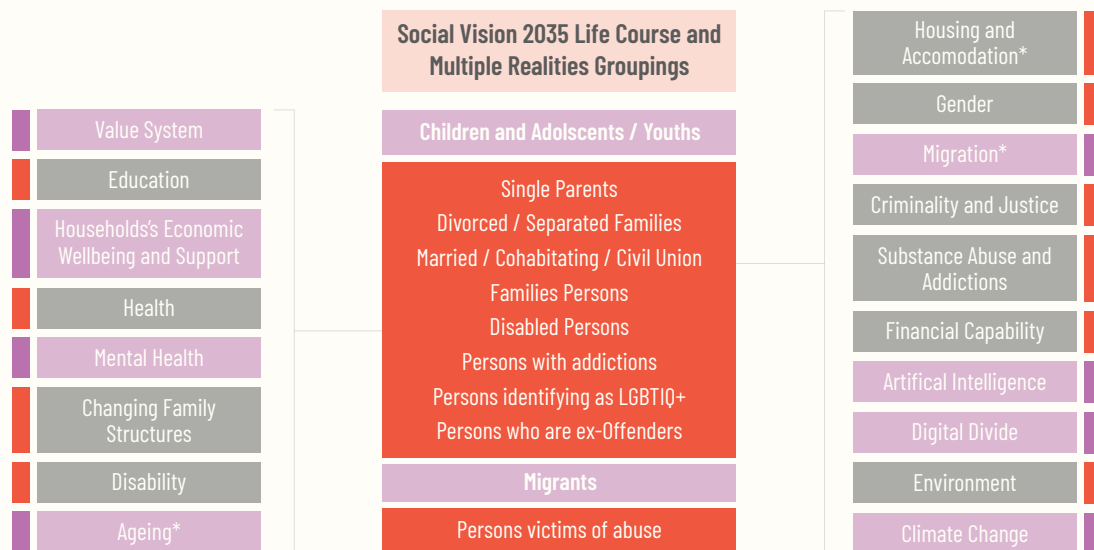 Social Vision 2035 Life Course and
Multiple Realities Groupings
Value System
Education
Households's Economic
Wellbeing and Support
Health
Mental Health
Changing Family
Structures
Disability
Ageing*
Children and Adolscents / Youths
Single Parents
Divorced / Separated Families
Married / Cohabitating / Civil Union
Families Persons
Disabled Persons
Persons with addictions
Persons identifying as LGBTIQ+
Persons who are ex-Offenders
Migrants
Persons victims of abuse
Housing and
Accomodation*
Gender
Migration*
Criminality and Justice
Substance Abuse and
Addictions
Financial Capability
Artifical Intelligence
Digital Divide
Environment
Climate Change